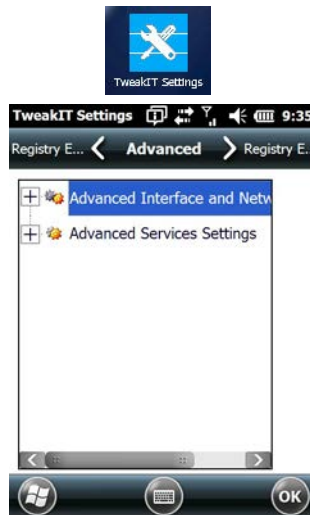 TweakIT Settings
TweakIT Settings 9:35
Registry E... Advanced Registry E.
Advanced Interface and Netw
Advanced Services Settings
OK